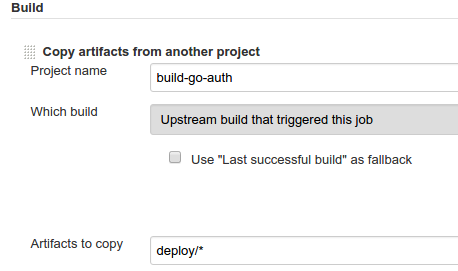 Build
Copy artifacts from another project
Project name
build-go-auth
Which build
Upstream build that triggered this job
Use "Last successful build" as fallback
Artifacts to copy
deploy/*